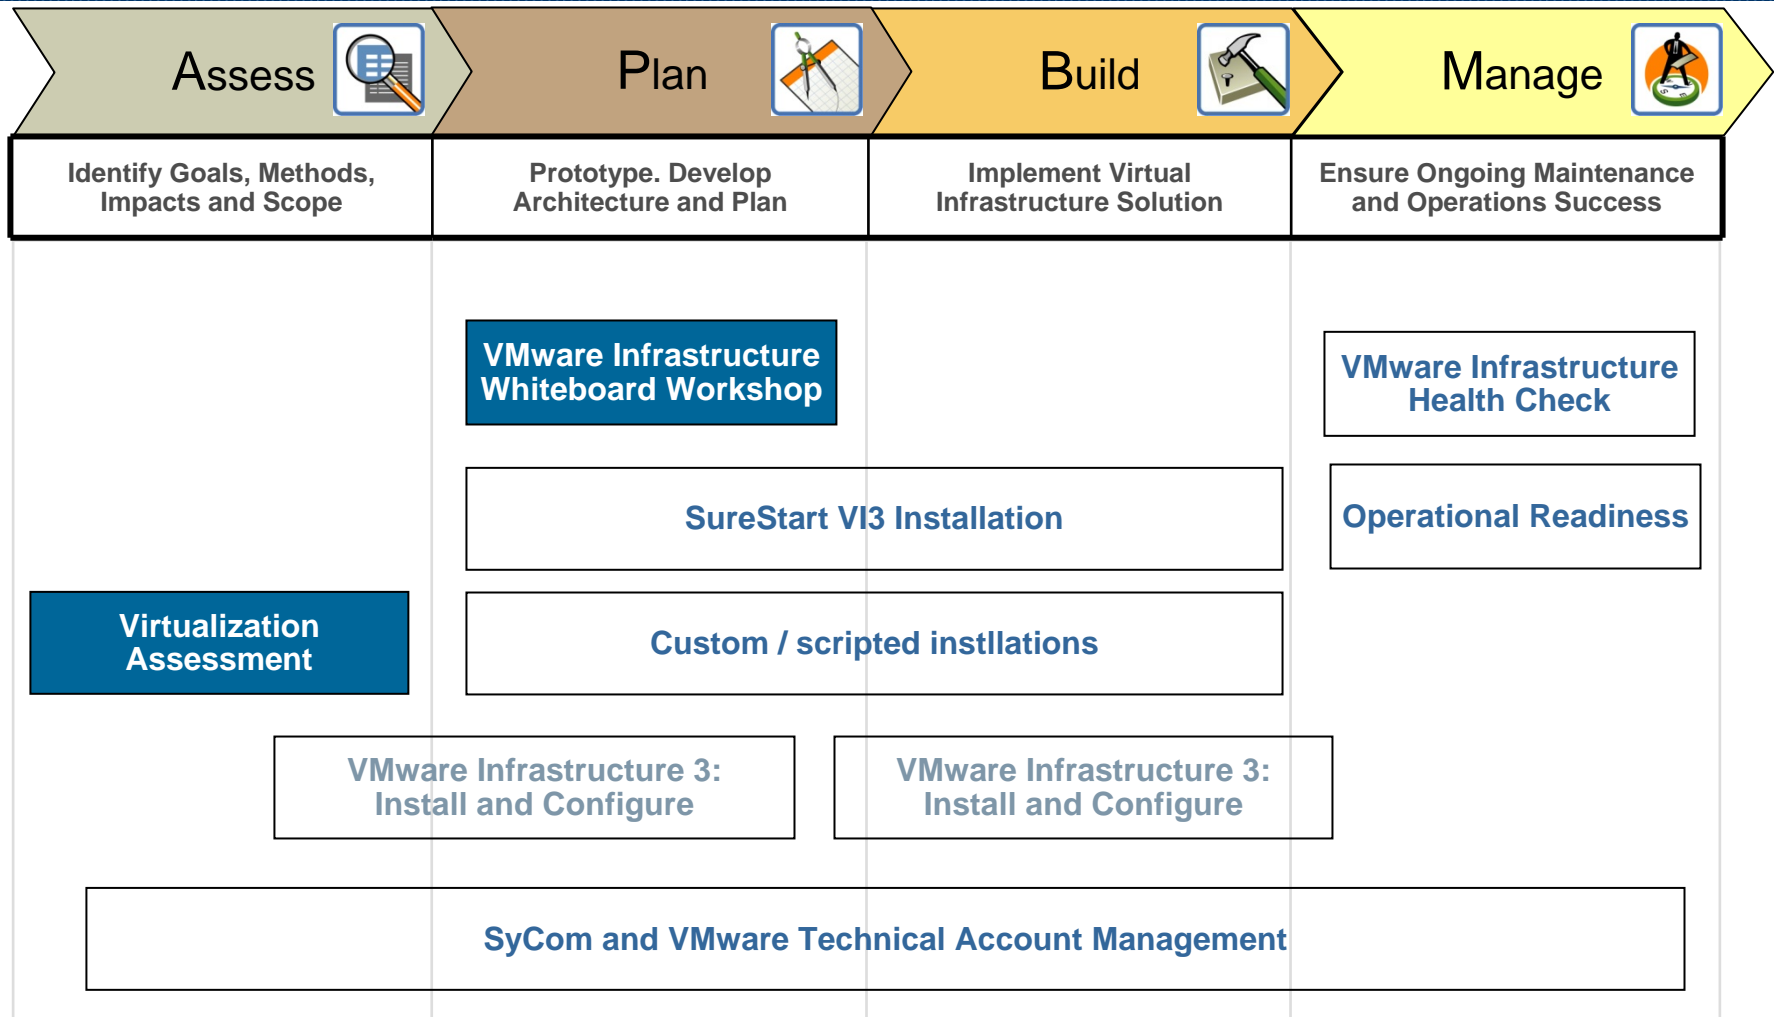 Assess
Plan
Build
Manage
Identify Goals, Methods,
Impacts and Scope
Prototype. Develop
Architecture and Plan
Implement Virtual
Infrastructure Solution
Ensure Ongoing Maintenance
and Operations Success
VMware Infrastructure
Whiteboard Workshop
VMware Infrastructure
Health Check
SureStart VI3 Installation
Operational Readiness
Virtualization
Assessment
Custom / scripted instllations
VMware Infrastructure 3:
Install and Configure
VMware Infrastructure 3:
Install and Configure
SyCom and VMware Technical Account Management